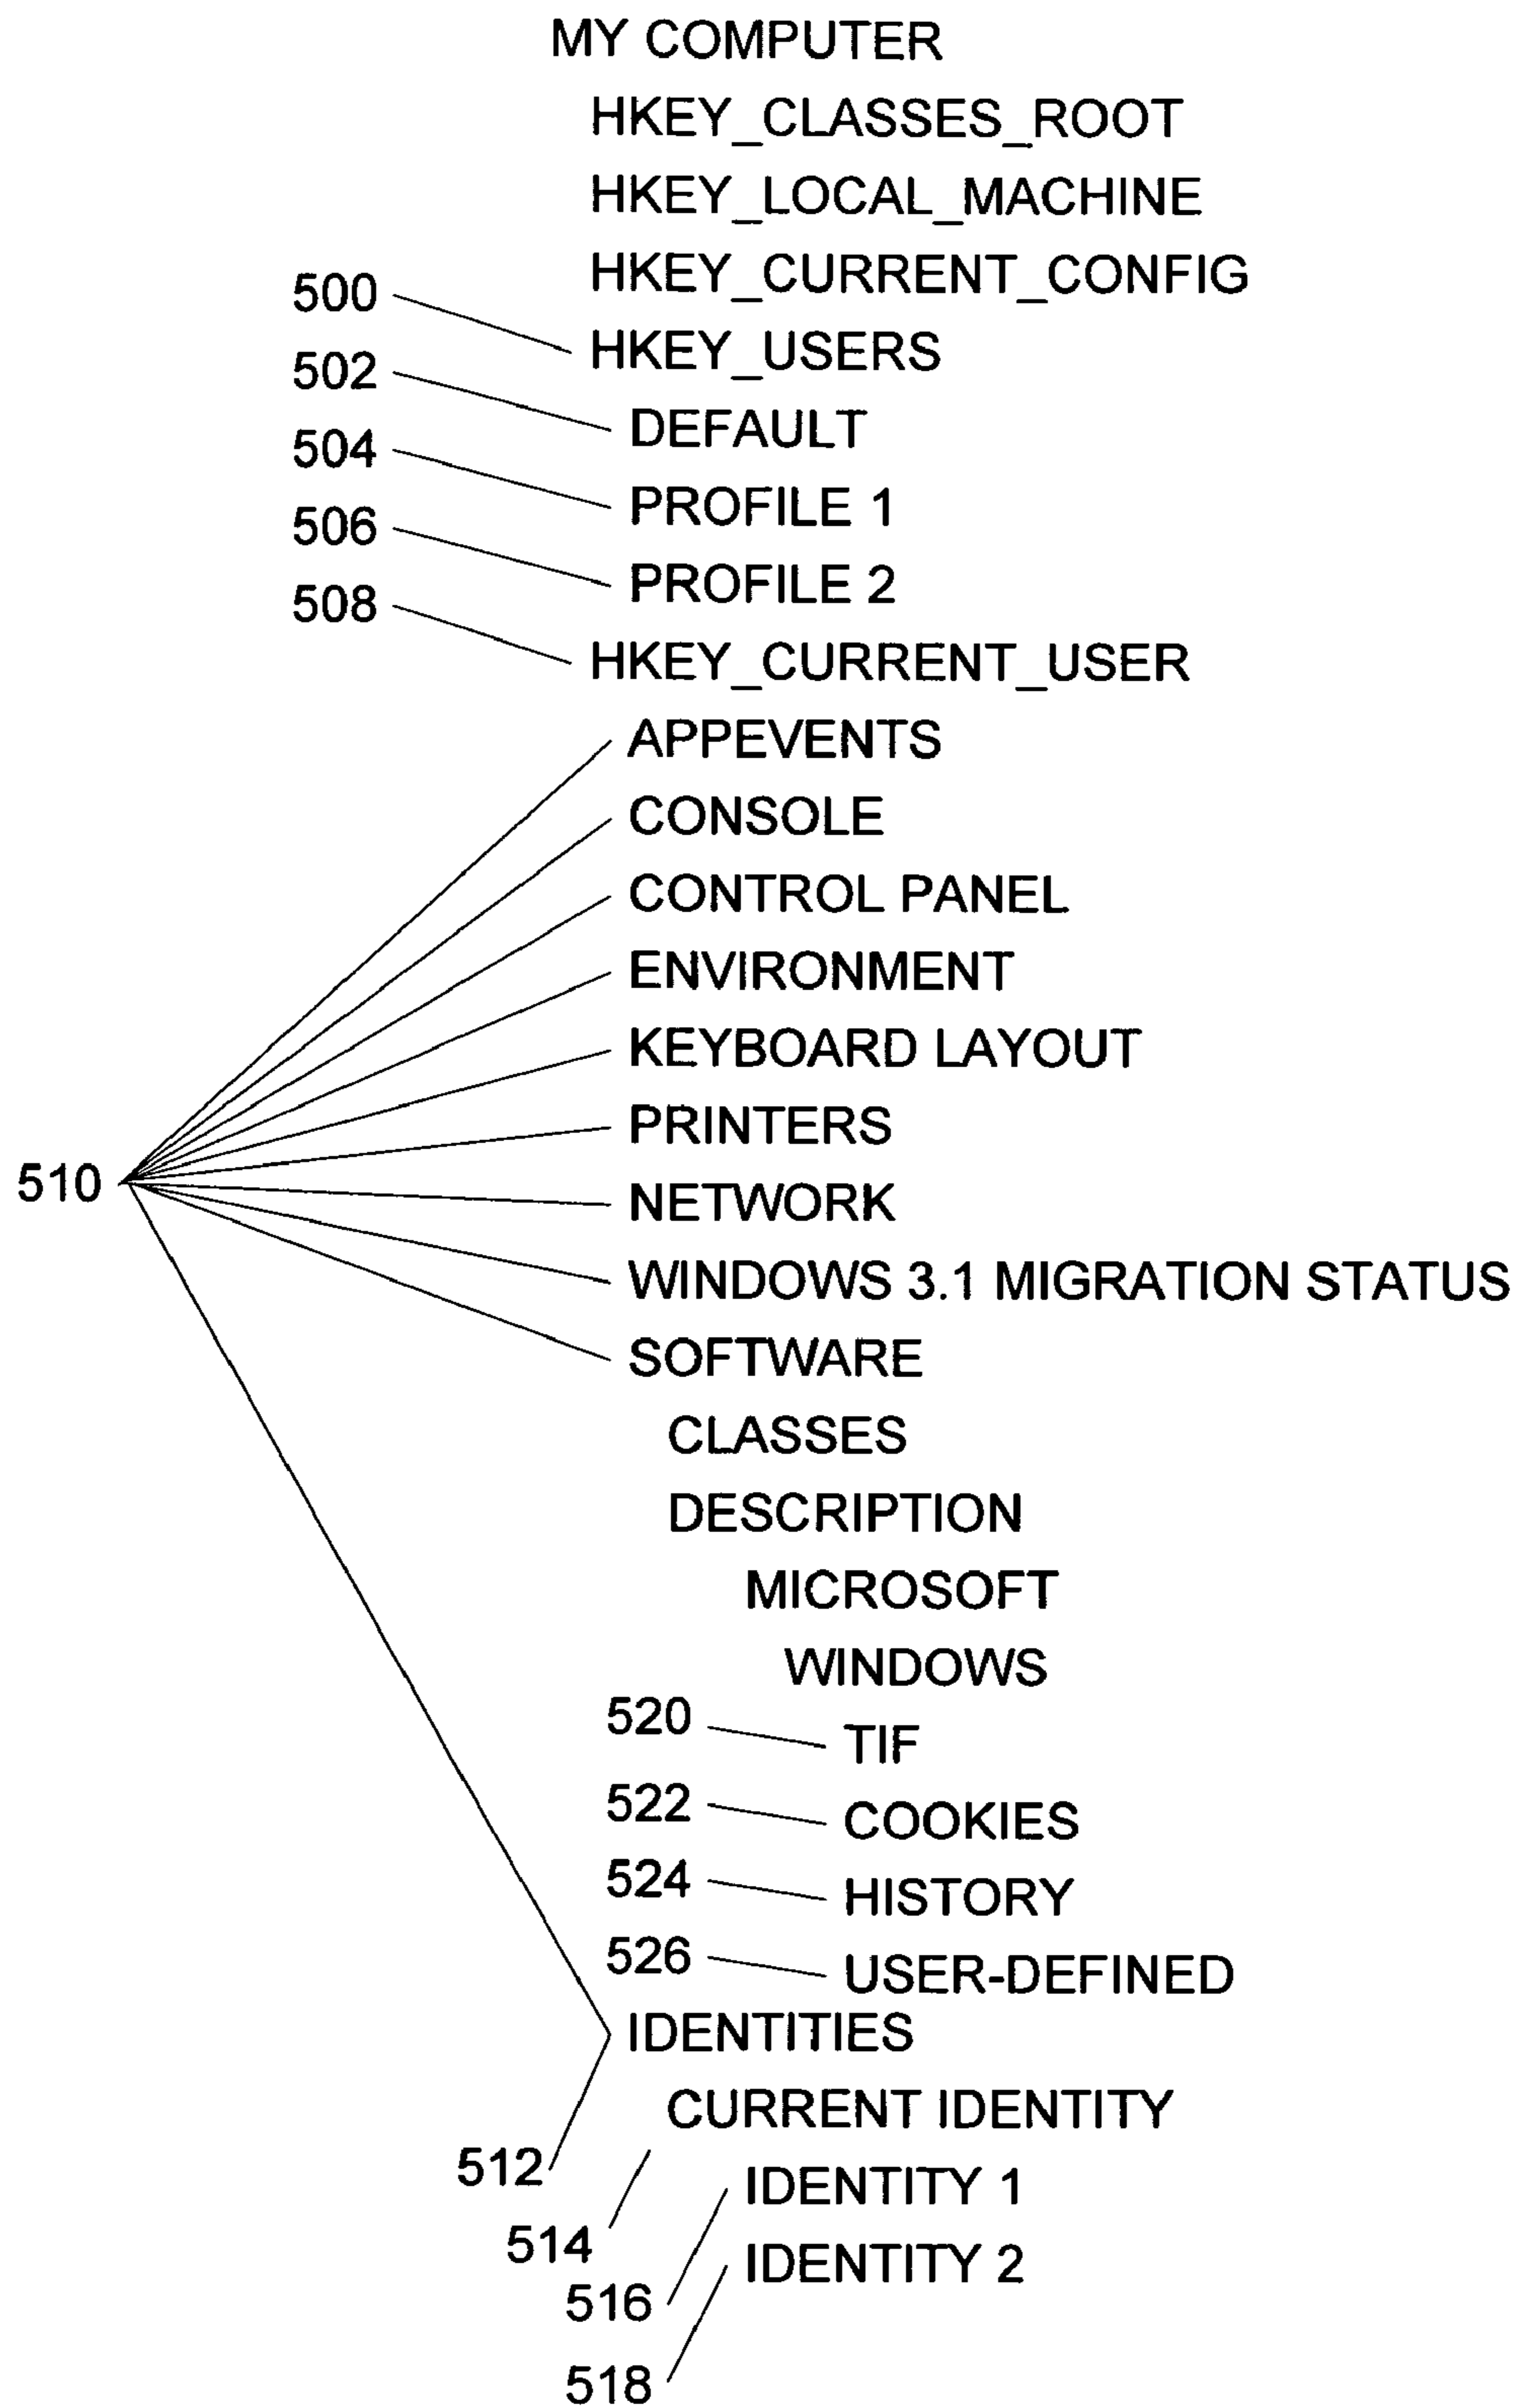 MY COMPUTER
HKEY_CLASSES_ROOT
HKEY_LOCAL_MACHINE
HKEY_CURRENT_CONFIG
500 HKEY_USERS
502 DEFAULT
504 PROFILE 1
506 PROFILE 2
508 HKEY_CURRENT_USER
APPEVENTS
CONSOLE
CONTROL PANEL
ENVIRONMENT
KEYBOARD LAYOUT
PRINTERS
510 NETWORK
WINDOWS 3.1 MIGRATION STATUS
SOFTWARE
CLASSES
DESCRIPTION
MICROSOFT
WINDOWS
520 TIF
522 COOKIES
524 HISTORY
526 USER-DEFINED
IDENTITIES
CURRENT IDENTITY
512 IDENTITY 1
514 IDENTITY 2
516
518